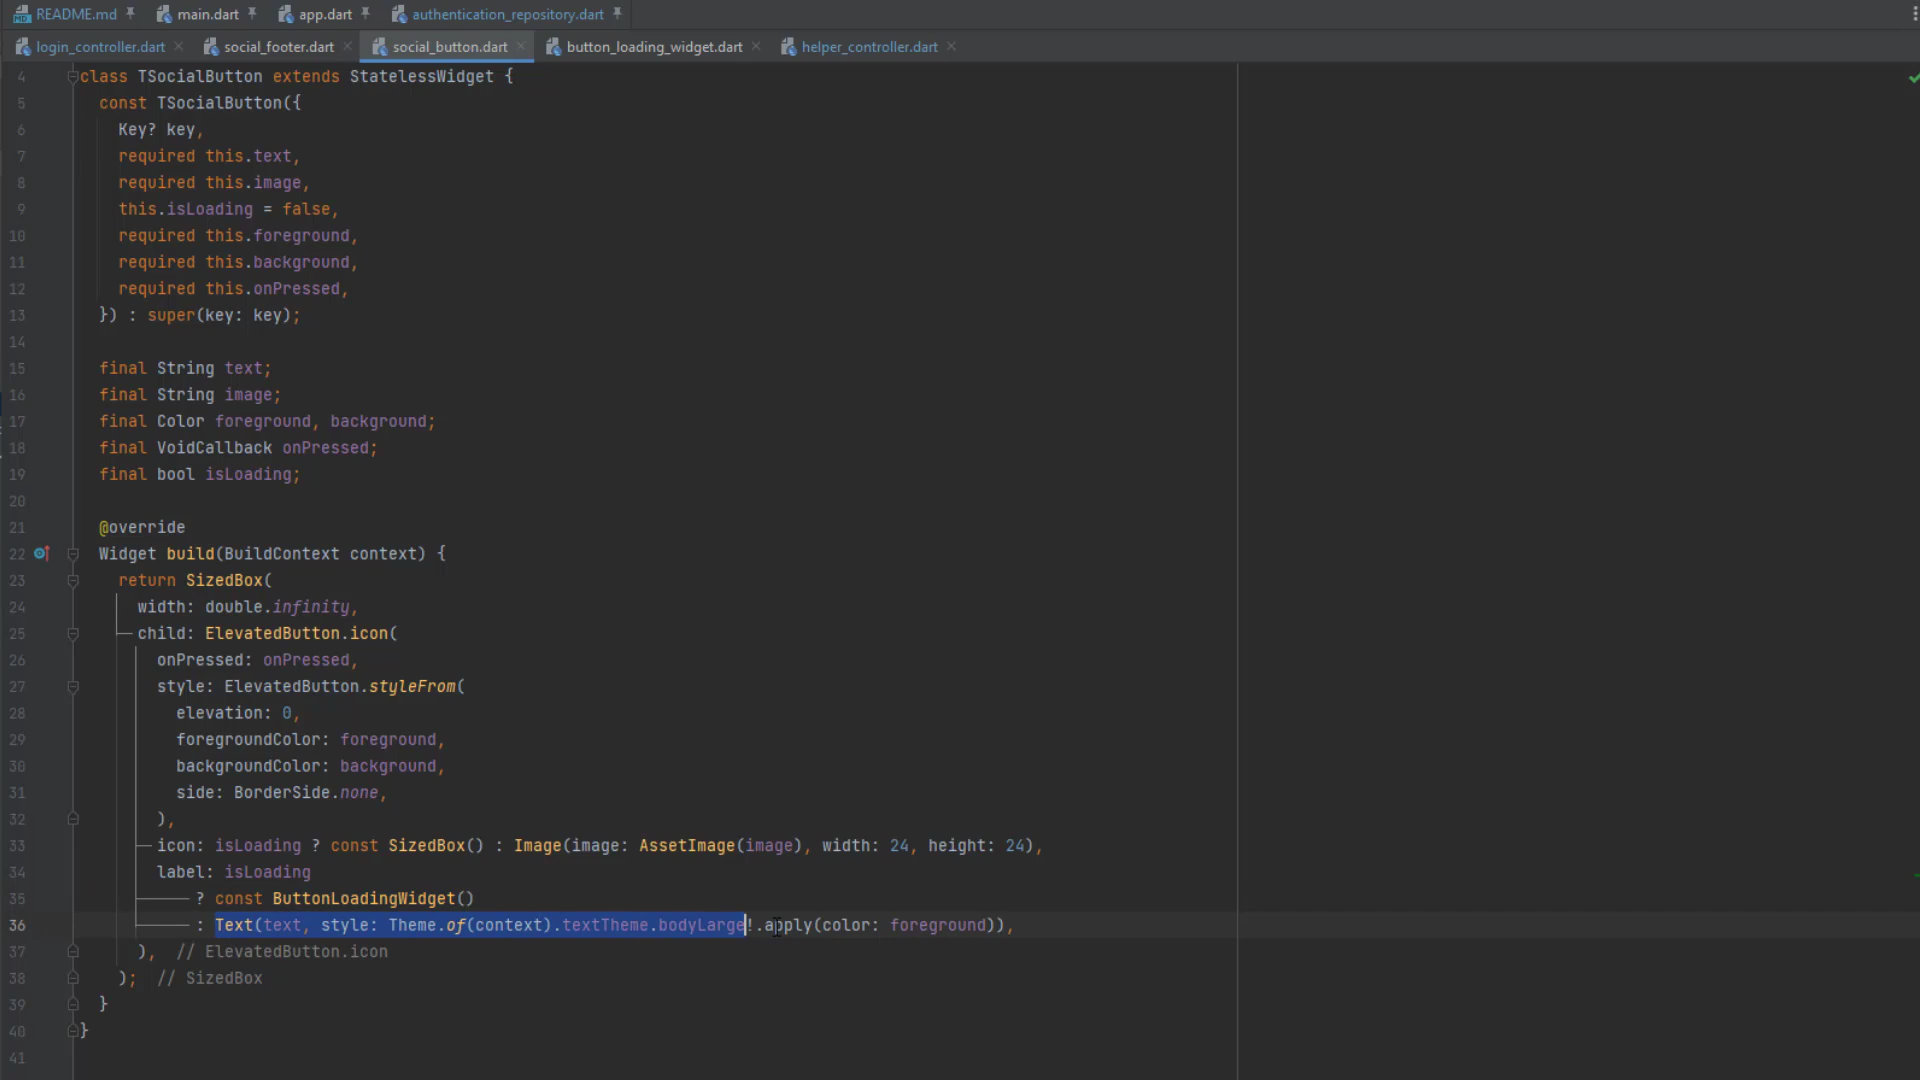 README.md main.dart app.dart authentication_repository.dart
login_controller.dart social_footer.dart social_button.dart button_loading_widget.dart helper_controller.dart
4 class TSocialButton extends StatelessWidget {
5 const TSocialButton({
6 Key? key,
7 required this.text,
8 required this.image,
9 this.isLoading = false,
10 required this.foreground,
11 required this.background,
12 required this.onPressed,
13 }) : super(key: key);
14
15 final String text;
16 final String image;
17 final Color foreground, background;
18 final VoidCallback onPressed;
19 final bool isLoading;
20
21 @override
22 Widget build(BuildContext context) {
23 return SizedBox(
24 width: double.infinity,
25 child: ElevatedButton.icon(
26 onPressed: onPressed,
27 style: ElevatedButton.styleFrom(
28 elevation: 0,
29 foregroundColor: foreground,
30 backgroundColor: background,
31 side: BorderSide.none,
32 ),
33 icon: isLoading ? const SizedBox() : Image(image: AssetImage(image), width: 24, height: 24),
34 label: isLoading
35 ? const ButtonLoadingWidget()
36 : Text(text, style: Theme.of(context).textTheme.bodyLarge!.apply(color: foreground)),
37 ), // ElevatedButton.icon
38 ); // SizedBox
39 }
40 }
41